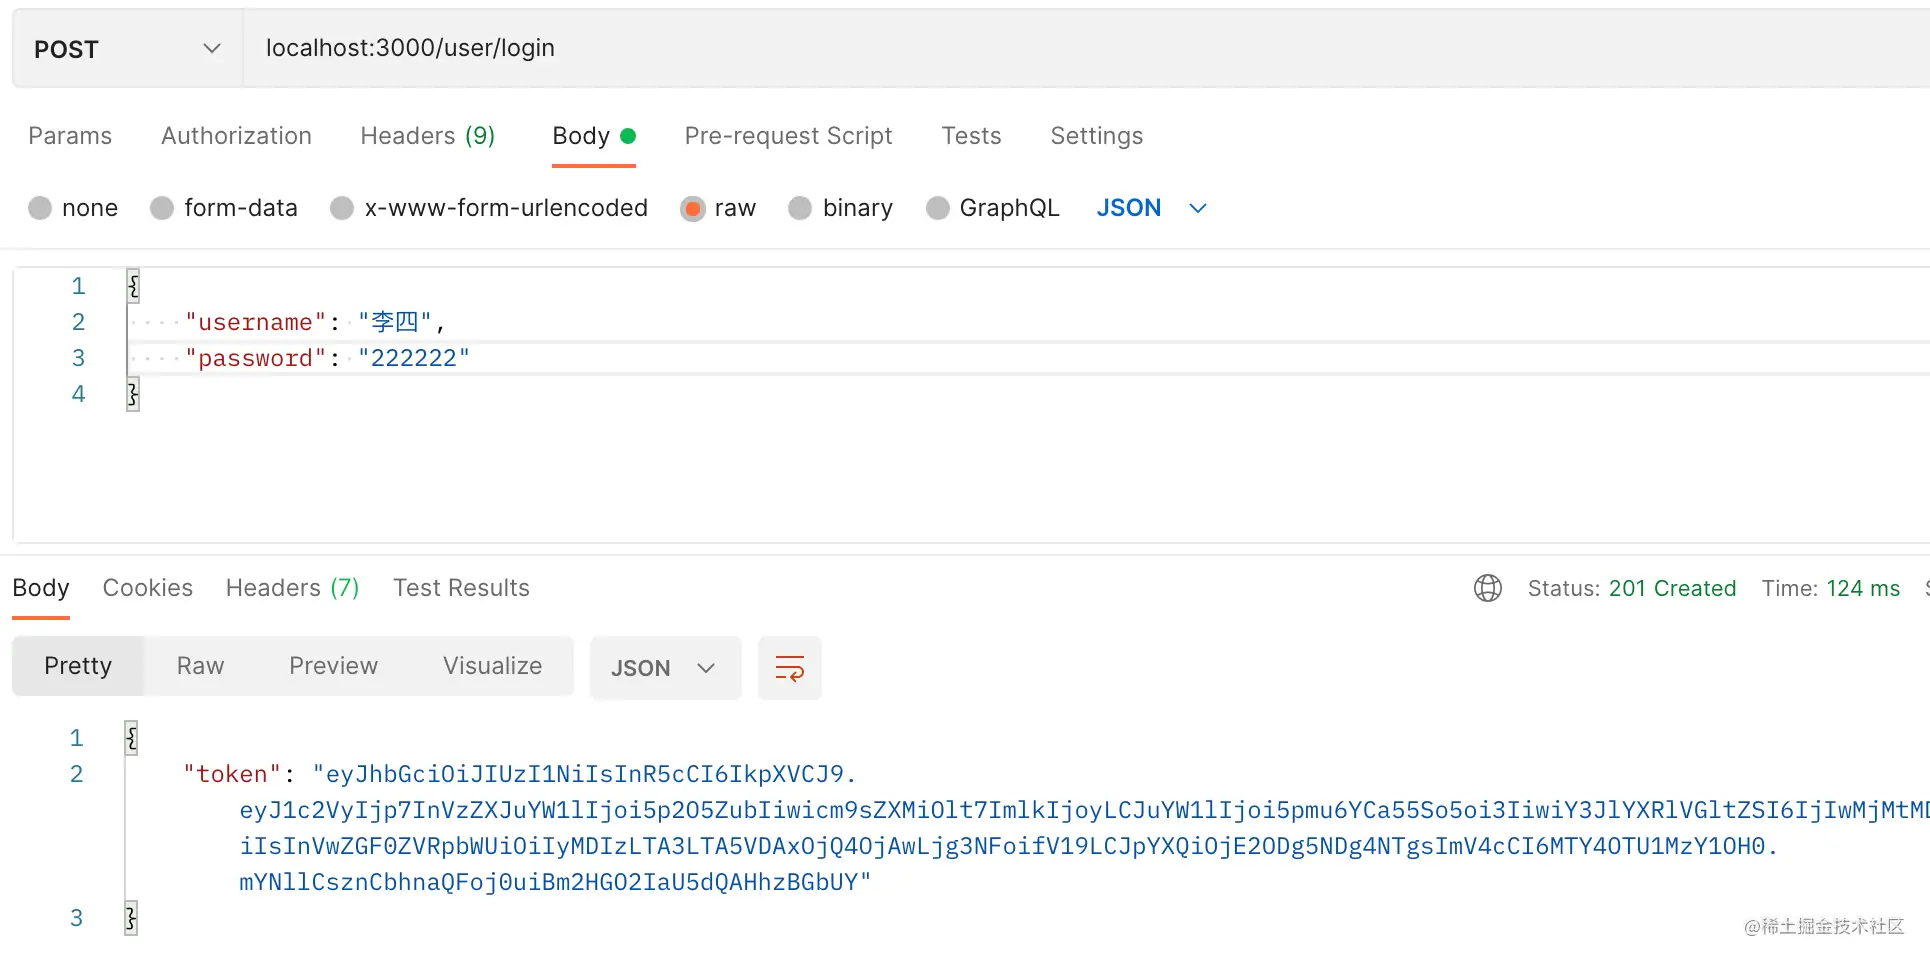 POST localhost:3000/user/login
Params Authorization Headers (9) Body Pre-request Script Tests Settings
none form-data x-www-form-urlencoded raw binary GraphQL JSON
1 {
2 "username": "李四",
3 "password": "222222"
4 }
Body Cookies Headers (7) Test Results Status: 201 Created Time: 124 ms
Pretty Raw Preview Visualize JSON
1 {
2 "token": "eyJhbGciOiJIUzI1NiIsInR5cCI6IkpXVCJ9.
eyJ1c2VyIjp7InVzZXJuYW1lIjoi5p2O5ZubIiwicm9sZXMiOlt7ImlkIjoyLCJuYW1lIjoi5pmu6YCa55So5oi3IiwiY3JlYXRlVGltZSI6IjIwMjMtMD
iIsInVwZGF0ZVRpbWUiOiIyMDIzLTA3LTA5VDAxOjQ4OjAwLjg3NFoifV19LCJpYXQiOjE2ODg5NDg4NTgsImV4cCI6MTY4OTU1MzY1OH0.
mYNllCsznCbhnaQFoj0uiBm2HGO2IaU5dQAHhzBGbUY"
3 }
@稀土掘金技术社区